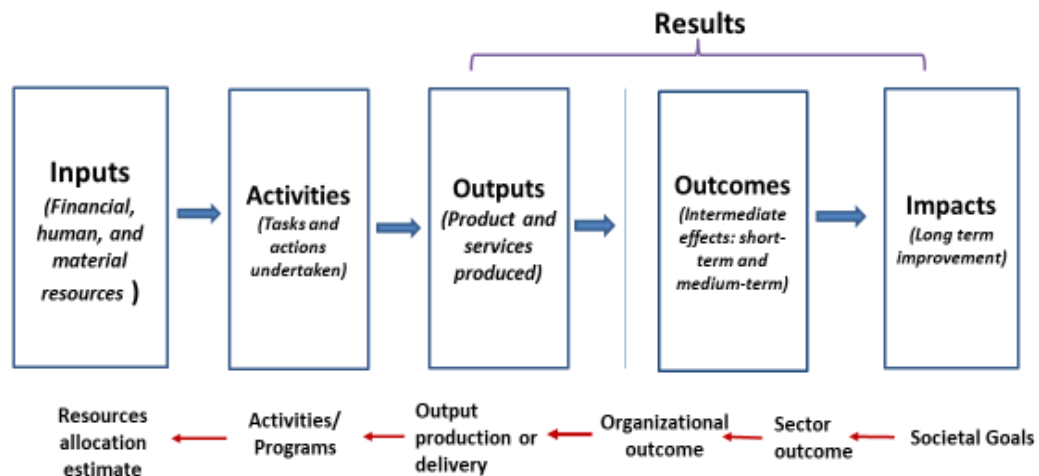 Results
Inputs
(Financial,
human, and
material
resources )
Activities
(Tasks and
actions
undertaken)
Outputs
(Product and
services
produced)
Outcomes
(Intermediate
effects: short-
term and
medium-term)
Impacts
(Long term
improvement)
Resources
allocation
estimate
Activities/
Programs
Output
production or
delivery
Organizational
outcome
Sector
outcome
Societal Goals